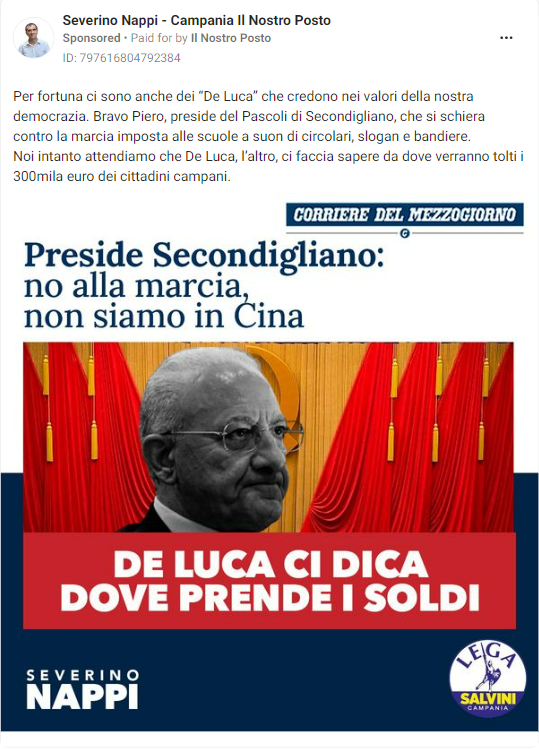 Severino Nappi - Campania Il Nostro Posto
Sponsored • Paid for by Il Nostro Posto
ID: 797616804792384
Per fortuna ci sono anche dei “De Luca” che credono nei valori della nostra
democrazia. Bravo Piero, preside del Pascoli di Secondigliano, che si schiera
contro la marcia imposta alle scuole a suon di circolari, slogan e bandiere.
Noi intanto attendiamo che De Luca, l’altro, ci faccia sapere da dove verranno tolti i
300mila euro dei cittadini campani.
CORRIERE DEL MEZZOGIORNO
Preside Secondigliano:
no alla marcia,
non siamo in Cina
DE LUCA CI DICA
DOVE PRENDE I SOLDI
SEVERINO
NAPPI
LEGA
SALVINI
CAMPANIA